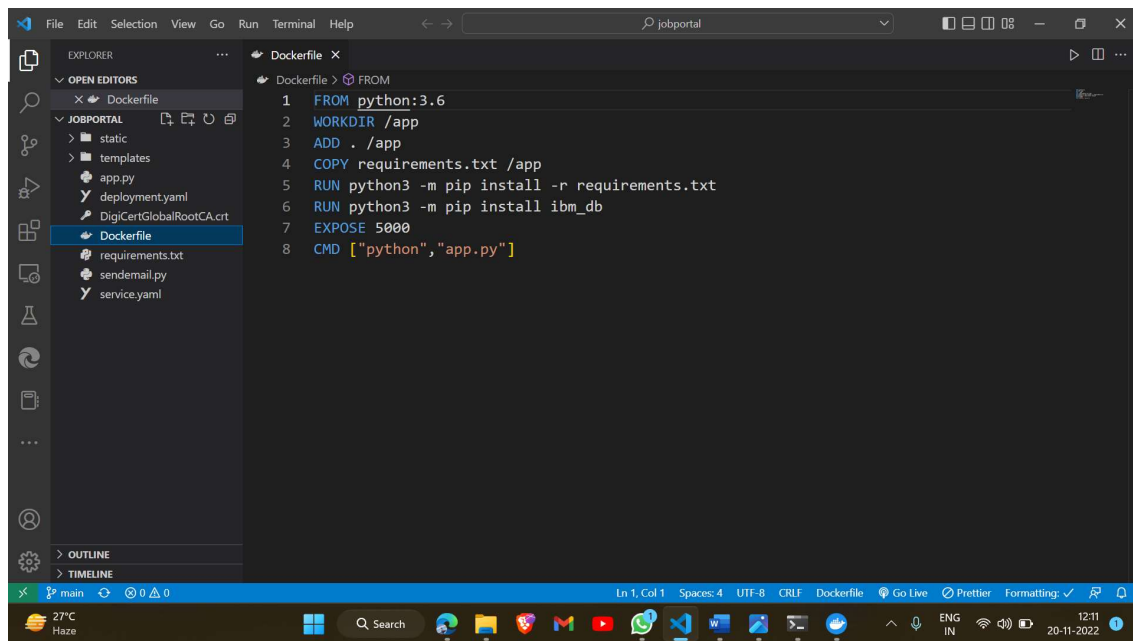 File Edit Selection View Go Run Terminal Help
jobportal
EXPLORER
Dockerfile
OPEN EDITORS
Dockerfile
JOBPORTAL
static
templates
app.py
deployment.yaml
DigiCertGlobalRootCA.crt
Dockerfile
requirements.txt
sendemail.py
service.yaml
OUTLINE
TIMELINE
Dockerfile > FROM
1 FROM python:3.6
2 WORKDIR /app
3 ADD . /app
4 COPY requirements.txt /app
5 RUN python3 -m pip install -r requirements.txt
6 RUN python3 -m pip install ibm_db
7 EXPOSE 5000
8 CMD ["python","app.py"]
main 0 0 Ln 1, Col 1 Spaces: 4 UTF-8 CRLF Dockerfile Go Live Prettier Formatting: ✓
27°C
Haze
Search
1
ENG
IN
12:11
20-11-2022
1